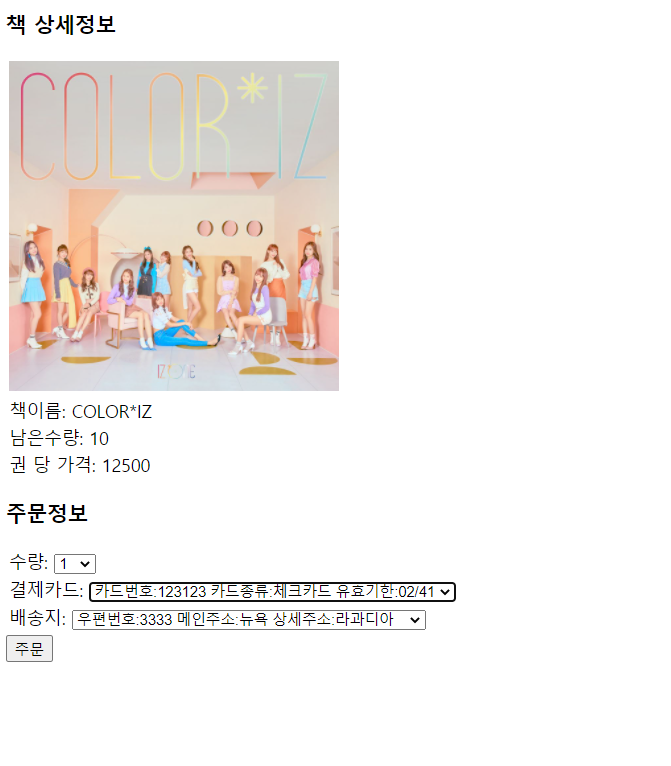 책 상세정보
COLOR*IZ
IZ*ONE
책이름: COLOR*IZ
남은수량: 10
권 당 가격: 12500
주문정보
수량: 1
결제카드: 카드번호:123123 카드종류:체크카드 유효기한:02/41
배송지: 우편번호:3333 메인주소:뉴욕 상세주소:라과디아
주문